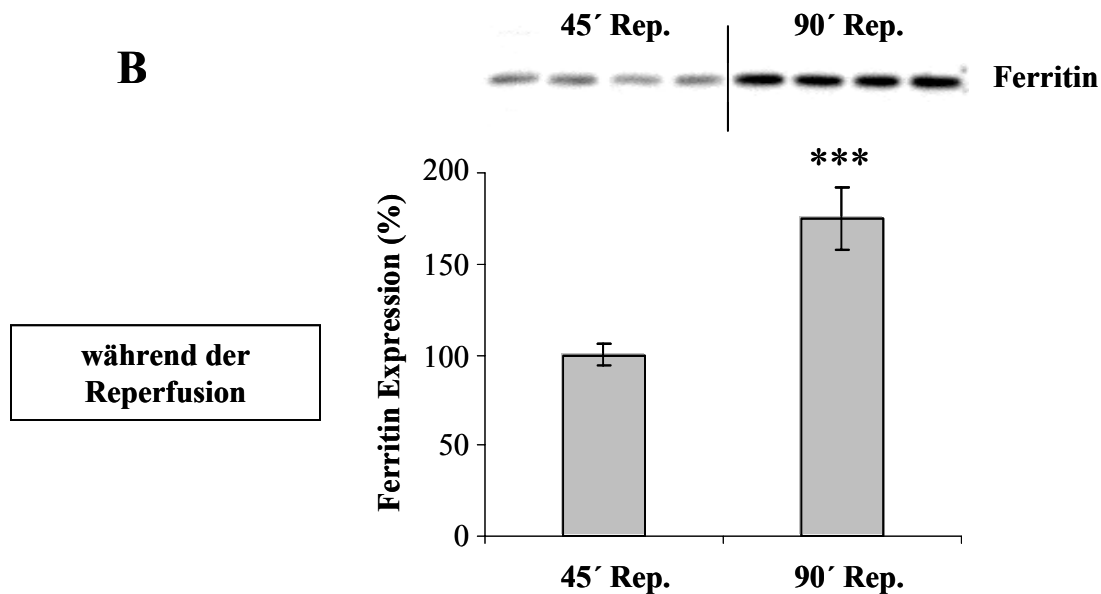 45´ Rep. 90´ Rep.
B
Ferritin
***
200
150
100
50
0
Ferritin Expression (%)
während der
Reperfusion
45´ Rep. 90´ Rep.